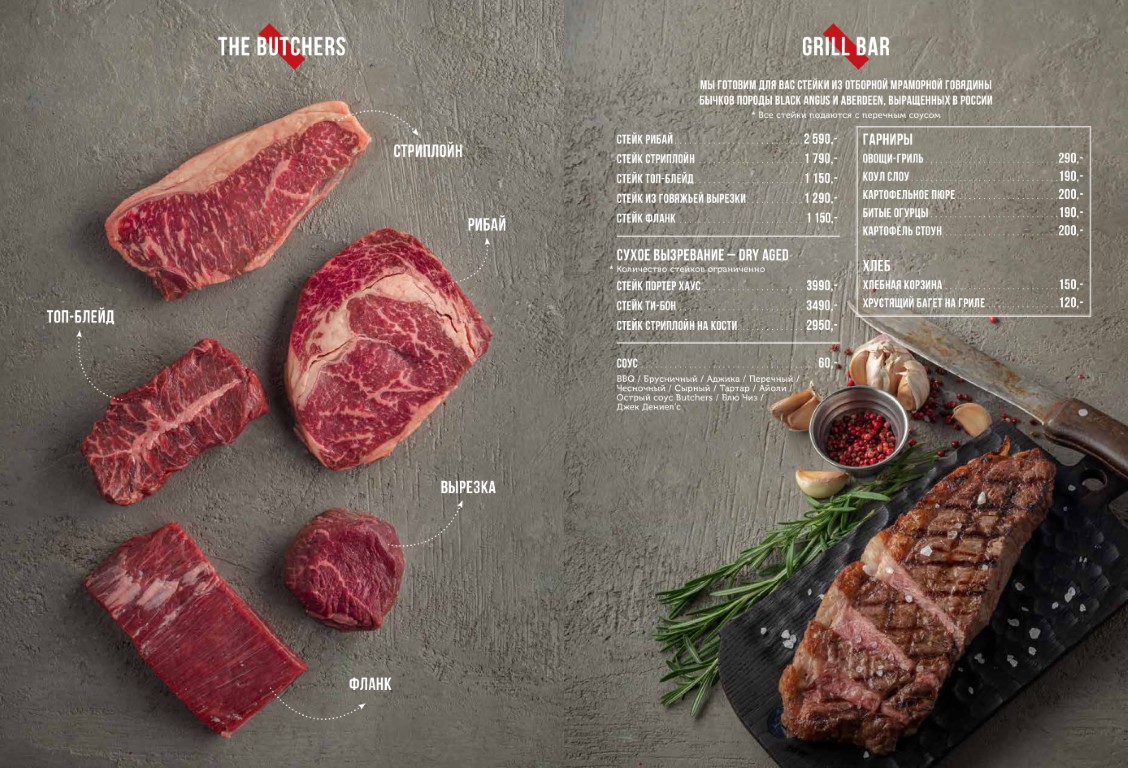 THE BUTCHERS
СТРИПЛОЙН
РИБАЙ
ТОП-БЛЕЙД
ВЫРЕЗКА
ФЛАНК
GRILL BAR
МЫ ГОТОВИМ ДЛЯ ВАС СТЕЙКИ ИЗ ОТБОРНОЙ МРАМОРНОЙ ГОВЯДИНЫ
БЫЧКОВ ПОРОДЫ BLACK ANGUS И ABERDEEN, ВЫРАЩЕННЫХ В РОССИИ
* Все стейки подаются с перечным соусом
СТЕЙК РИБАЙ 2 590,-
СТЕЙК СТРИПЛОЙН 1 790,-
СТЕЙК ТОП-БЛЕЙД 1 150,-
СТЕЙК ИЗ ГОВЯЖЬЕЙ ВЫРЕЗКИ 1 290,-
СТЕЙК ФЛАНК 1 150,-
СУХОЕ ВЫЗРЕВАНИЕ – DRY AGED
* Количество стейков ограниченно
СТЕЙК ПОРТЕР ХАУС 3990,-
СТЕЙК ТИ-БОН 3490,-
СТЕЙК СТРИПЛОЙН НА КОСТИ 2950,-
СОУС 60,-
BBQ / Брусничный / Аджика / Перечный /
Чесночный / Сырный / Тартар / Айоли /
Острый соус Butchers / Блю Чиз /
Джек Дениел'с
ГАРНИРЫ
ОВОЩИ-ГРИЛЬ 290,-
КОУЛ СЛОУ 190,-
КАРТОФЕЛЬНОЕ ПЮРЕ 200,-
БИТЫЕ ОГУРЦЫ 190,-
КАРТОФЕЛЬ СТОУН 200,-
ХЛЕБ
ХЛЕБНАЯ КОРЗИНА 150,-
ХРУСТЯЩИЙ БАГЕТ НА ГРИЛЕ 120,-